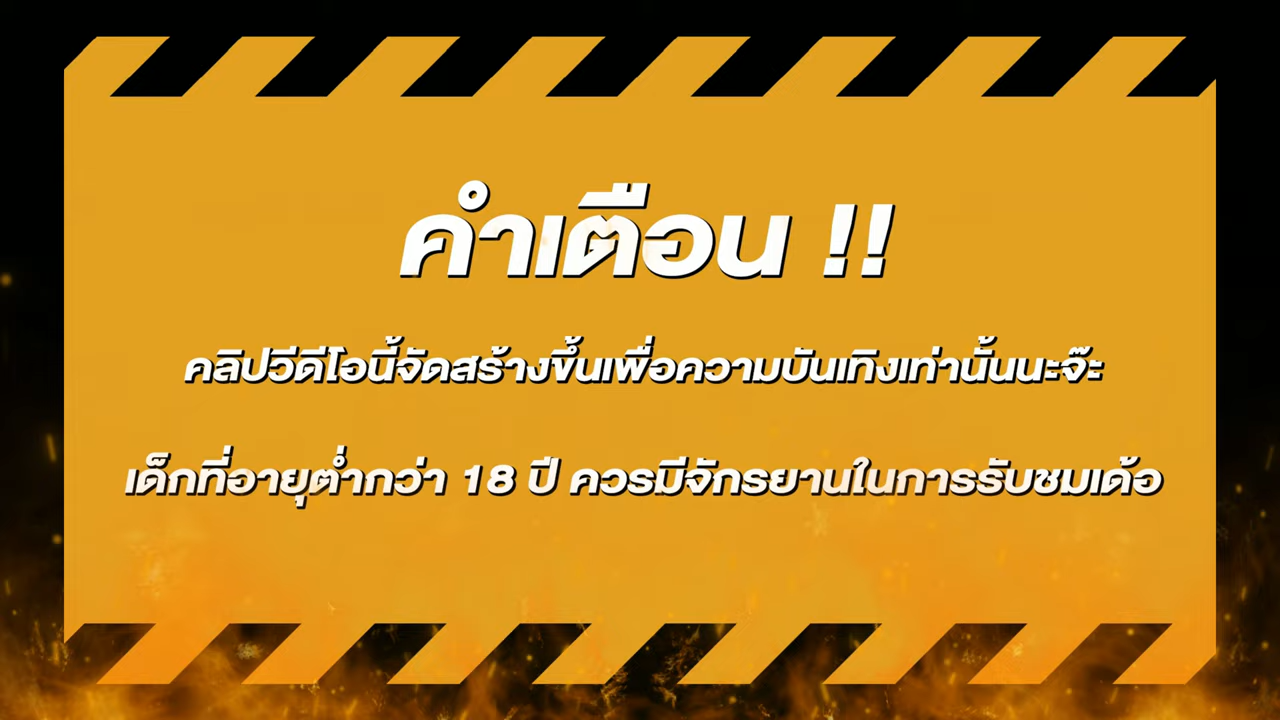 คำเตือน !!
คลิปวีดีโอนี้จัดสร้างขึ้นเพื่อความบันเทิงเท่านั้นนะจ๊ะ
เด็กที่อายุต่ำกว่า 18 ปี ควรมีจักรยานในการรับชมเด้อ